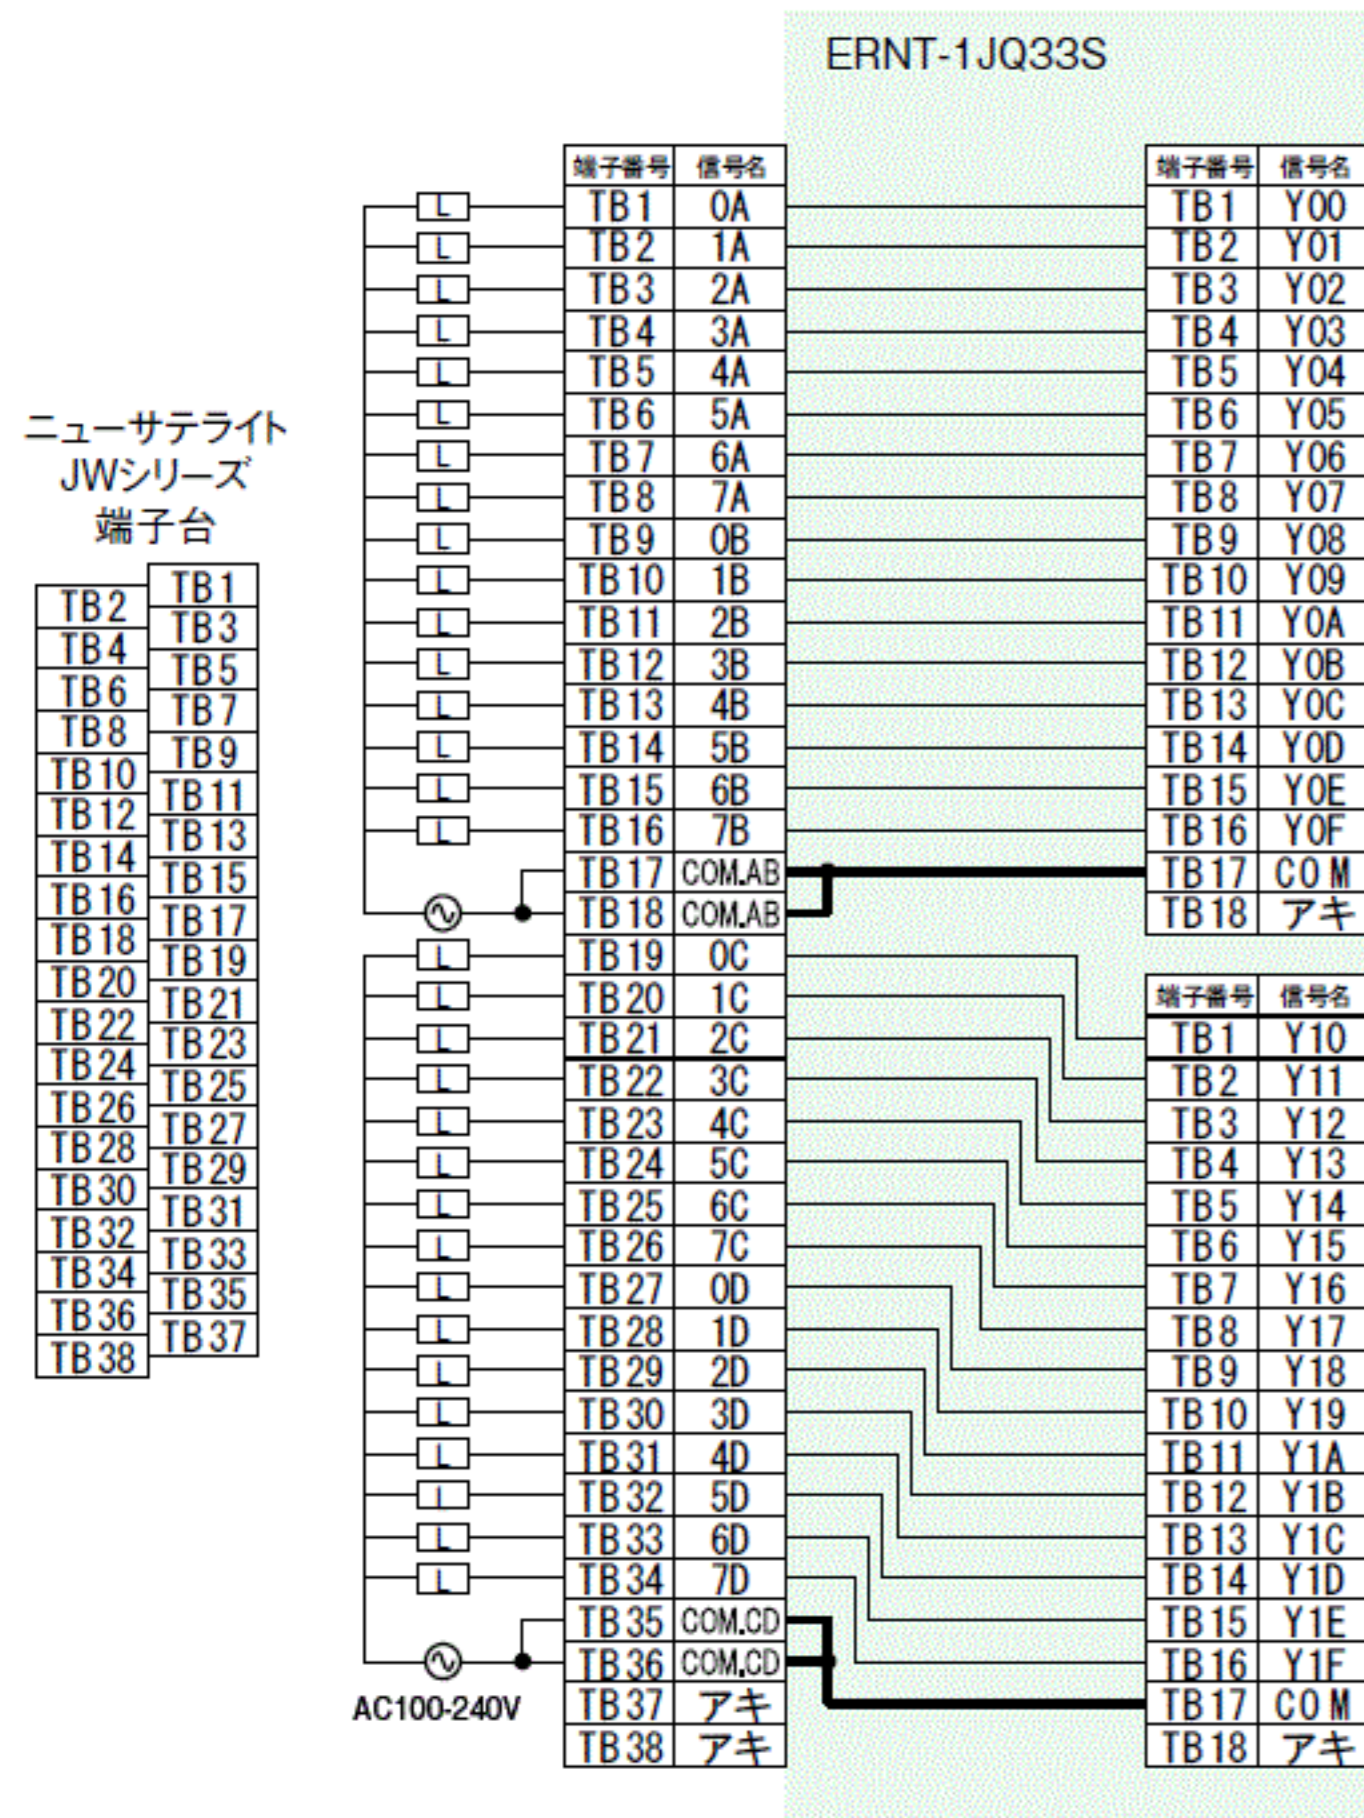 ERNT-1JQ33S
ニューサテライト
JWシリーズ
端子台
TB2 TB1
TB4 TB3
TB6 TB5
TB8 TB7
TB10 TB9
TB12 TB11
TB14 TB13
TB16 TB15
TB18 TB17
TB20 TB19
TB22 TB21
TB24 TB23
TB26 TB25
TB28 TB27
TB30 TB29
TB32 TB31
TB34 TB33
TB36 TB35
TB38 TB37
端子番号 信号名
L TB1 0A
L TB2 1A
L TB3 2A
L TB4 3A
L TB5 4A
L TB6 5A
L TB7 6A
L TB8 7A
L TB9 0B
L TB10 1B
L TB11 2B
L TB12 3B
L TB13 4B
L TB14 5B
L TB15 6B
L TB16 7B
TB17 COM.AB
TB18 COM.AB
L TB19 0C
L TB20 1C
L TB21 2C
L TB22 3C
L TB23 4C
L TB24 5C
L TB25 6C
L TB26 7C
L TB27 0D
L TB28 1D
L TB29 2D
L TB30 3D
L TB31 4D
L TB32 5D
L TB33 6D
L TB34 7D
TB35 COM.CD
TB36 COM.CD
TB37 アキ
TB38 アキ
AC100-240V
端子番号 信号名
TB1 Y00
TB2 Y01
TB3 Y02
TB4 Y03
TB5 Y04
TB6 Y05
TB7 Y06
TB8 Y07
TB9 Y08
TB10 Y09
TB11 Y0A
TB12 Y0B
TB13 Y0C
TB14 Y0D
TB15 Y0E
TB16 Y0F
TB17 COM
TB18 アキ
端子番号 信号名
TB1 Y10
TB2 Y11
TB3 Y12
TB4 Y13
TB5 Y14
TB6 Y15
TB7 Y16
TB8 Y17
TB9 Y18
TB10 Y19
TB11 Y1A
TB12 Y1B
TB13 Y1C
TB14 Y1D
TB15 Y1E
TB16 Y1F
TB17 COM
TB18 アキ